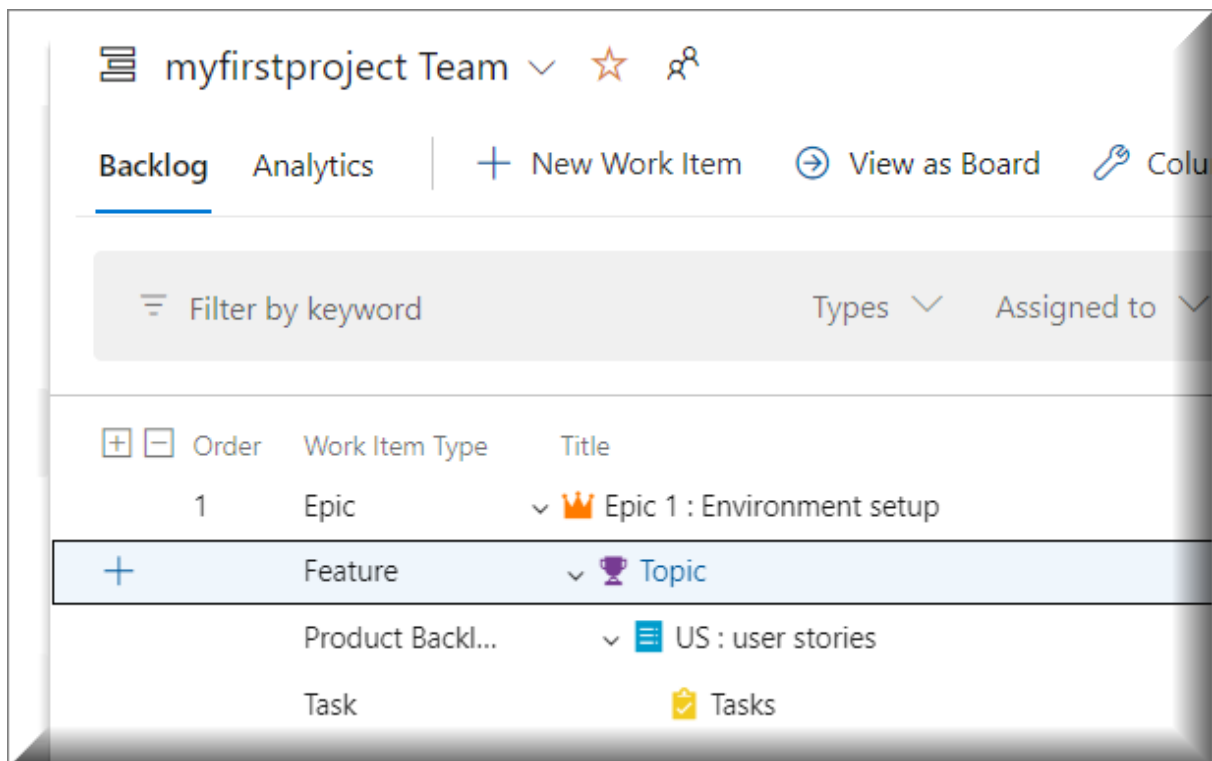 myfirstproject Team
Backlog Analytics New Work Item View as Board Colu
Filter by keyword Types Assigned to
Order Work Item Type Title
1 Epic Epic 1 : Environment setup
Feature Topic
Product Backl... US : user stories
Task Tasks